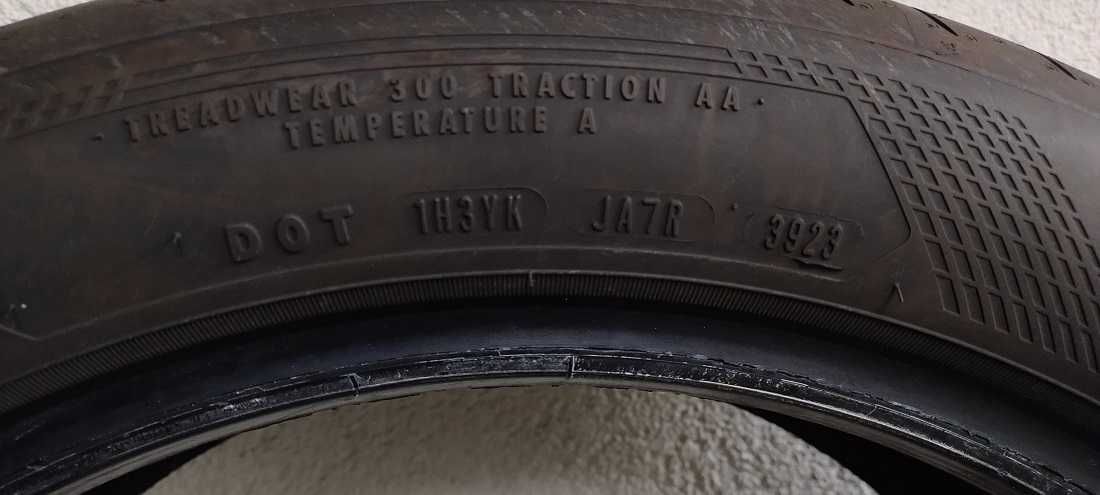 TREADWEAR 300 TRACTION AA
TEMPERATURE A
DOT 1H3YK JA7R 3923